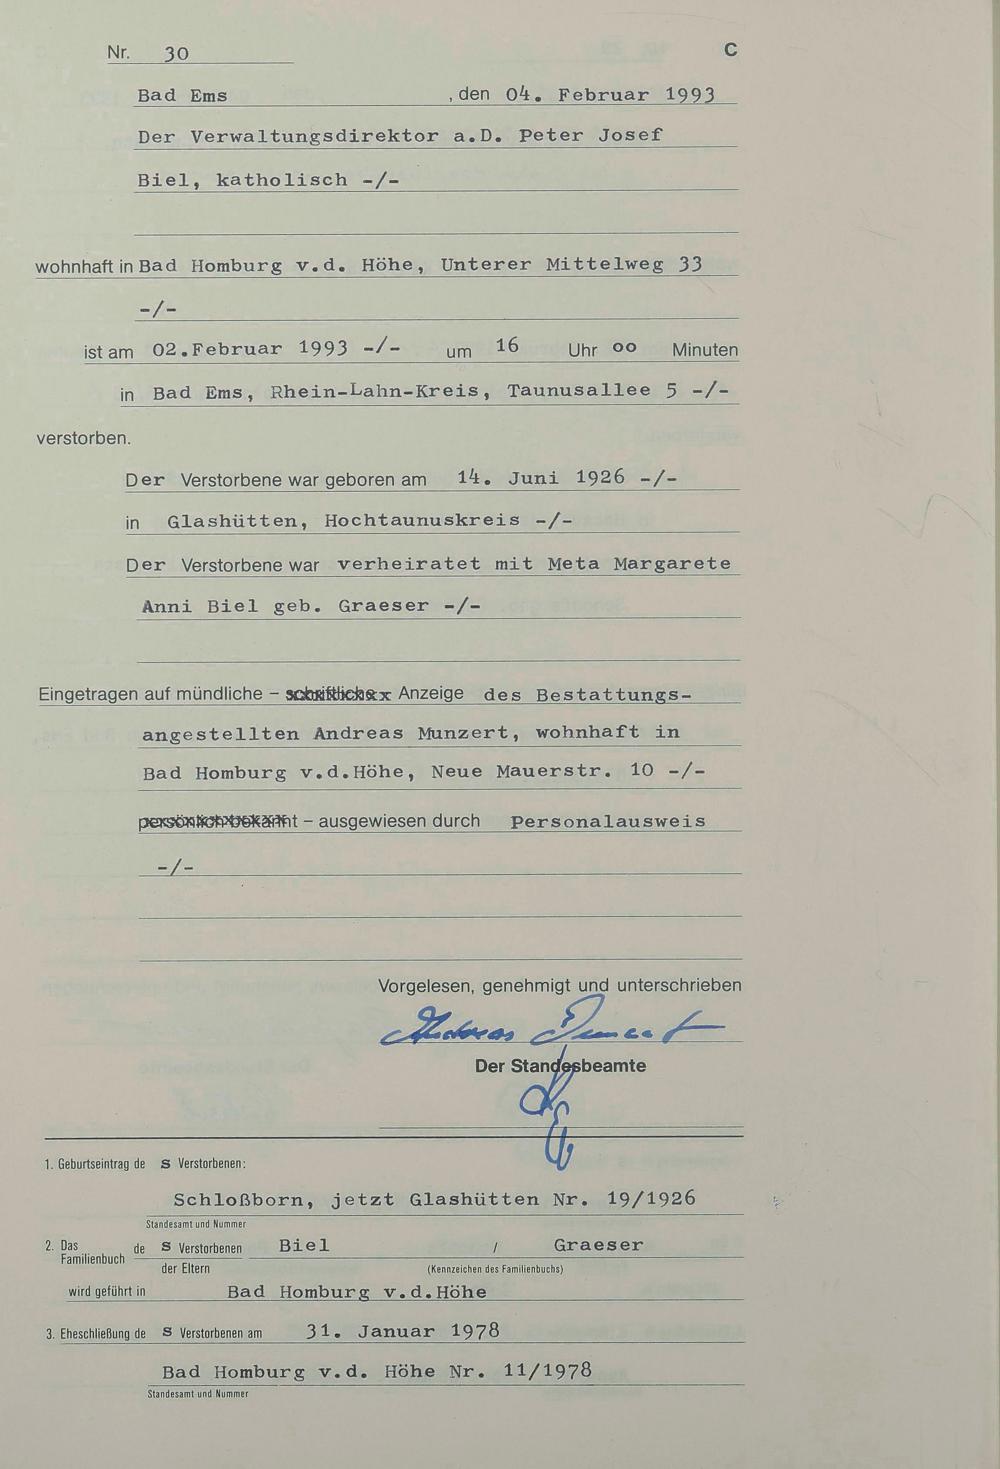 Nr. 30 C
Bad Ems , den 04. Februar 1993
Der Verwaltungsdirektor a.D. Peter Josef
Biel, katholisch -/-
wohnhaft in Bad Homburg v.d. Höhe, Unterer Mittelweg 33
-/-
ist am 02.Februar 1993 -/- um 16 Uhr oo Minuten
in Bad Ems, Rhein-Lahn-Kreis, Taunusallee 5 -/-
verstorben.
Der Verstorbene war geboren am 14. Juni 1926 -/-
in Glashütten, Hochtaunuskreis -/-
Der Verstorbene war verheiratet mit Meta Margarete
Anni Biel geb. Graeser -/-
Eingetragen auf mündliche – schriftliche Anzeige des Bestattungs-
angestellten Andreas Munzert, wohnhaft in
Bad Homburg v.d.Höhe, Neue Mauerstr. 10 -/-
persönlich bekannt – ausgewiesen durch Personalausweis
-/-
Vorgelesen, genehmigt und unterschrieben
Andreas Munzert
Der Standesbeamte
1. Geburtseintrag de s Verstorbenen:
Schloßborn, jetzt Glashütten Nr. 19/1926
Standesamt und Nummer
2. Das Familienbuch de s Verstorbenen Biel / Graeser
der Eltern (Kennzeichen des Familienbuchs)
wird geführt in Bad Homburg v.d.Höhe
3. Eheschließung de s Verstorbenen am 31. Januar 1978
Bad Homburg v.d. Höhe Nr. 11/1978
Standesamt und Nummer